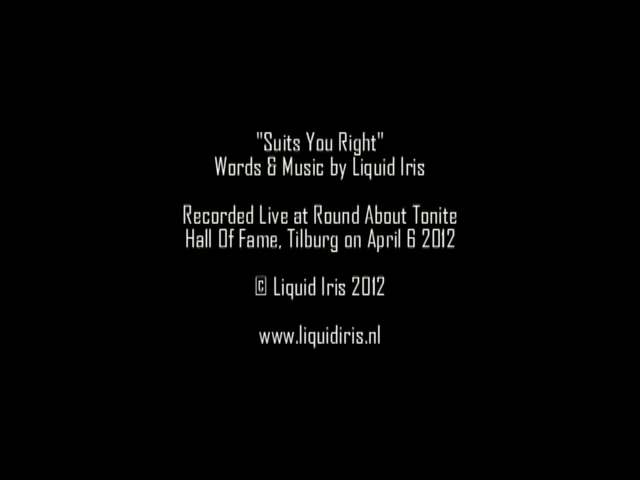 "Suits You Right"
Words & Music by Liquid Iris
Recorded Live at Round About Tonite
Hall Of Fame, Tilburg on April 6 2012
© Liquid Iris 2012
www.liquidiris.nl